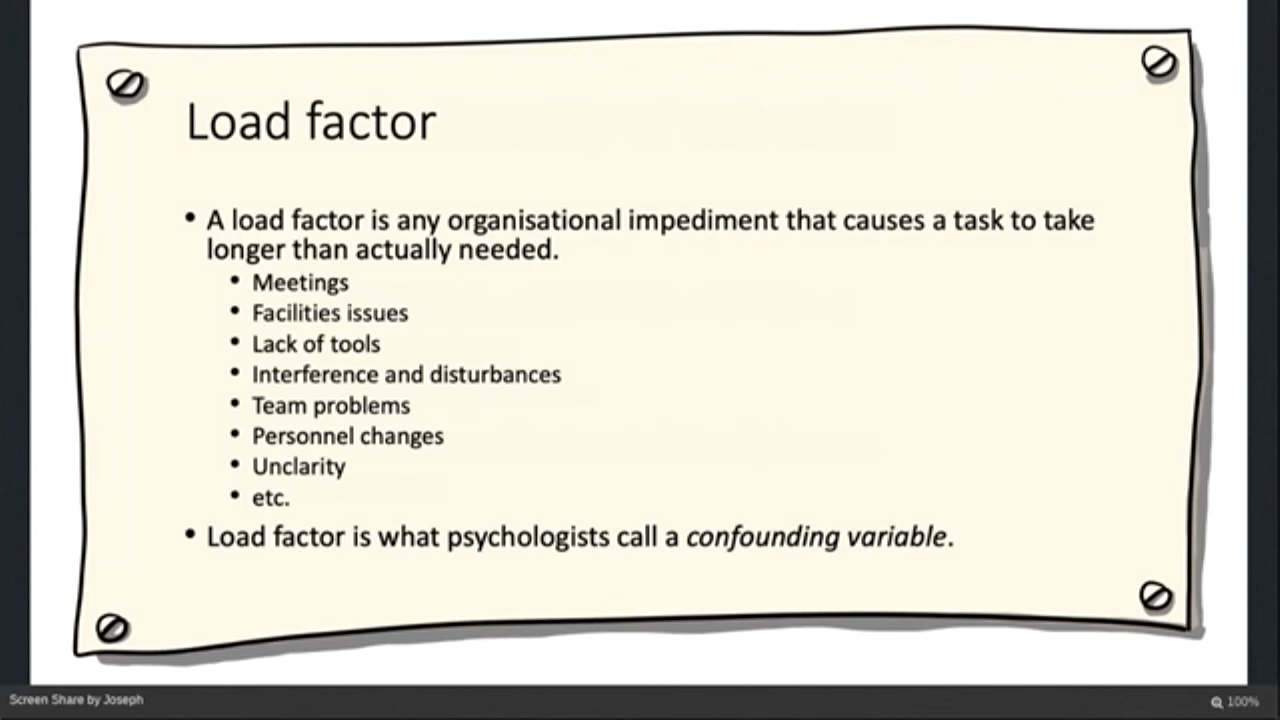 Load factor
• A load factor is any organisational impediment that causes a task to take
longer than actually needed.
• Meetings
• Facilities issues
• Lack of tools
• Interference and disturbances
• Team problems
• Personnel changes
• Unclarity
• etc.
• Load factor is what psychologists call a confounding variable.
Screen Share by Joseph
100%